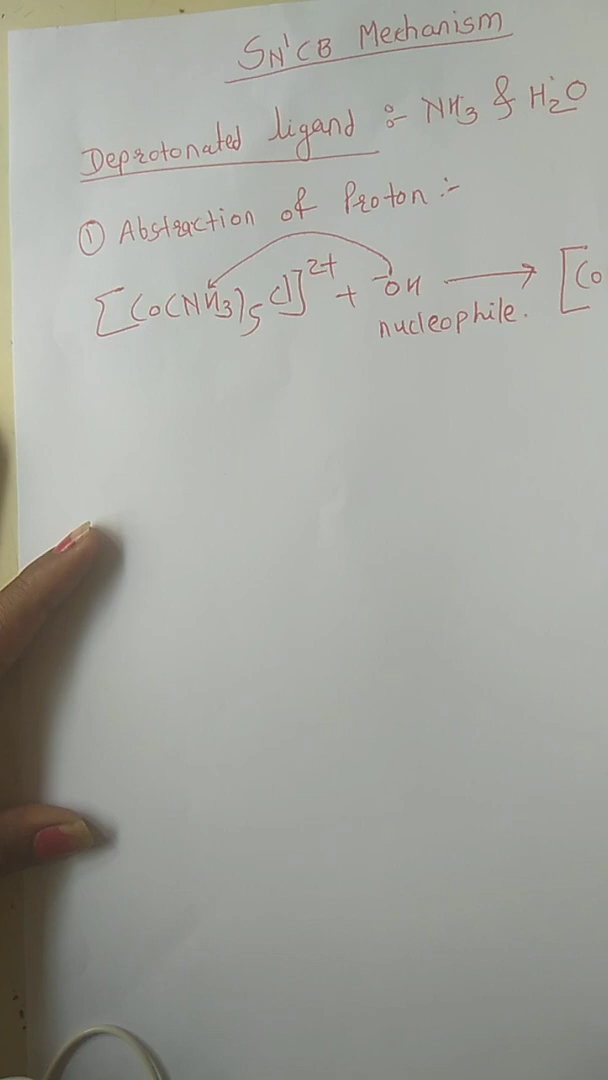 SN¹CB Mechanism
Deprotonated ligand :- NH₃ & H₂O
① Abstraction of Proton :-
[Co(NH₃)₅Cl]²⁺ + ⁻OH ⟶ [Co
nucleophile.